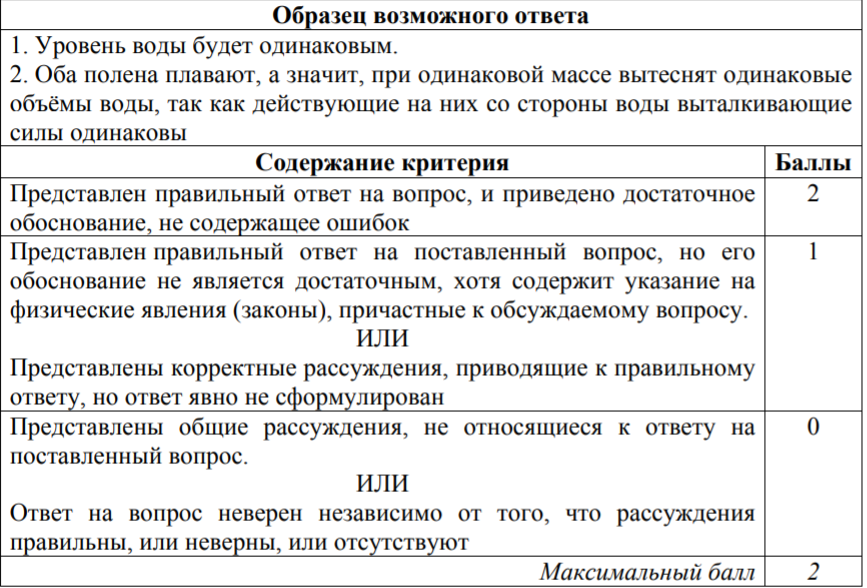 Образец возможного ответа
1. Уровень воды будет одинаковым.
2. Оба полена плавают, а значит, при одинаковой массе вытеснят одинаковые
объёмы воды, так как действующие на них со стороны воды выталкивающие
силы одинаковы
Содержание критерия Баллы
Представлен правильный ответ на вопрос, и приведено достаточное 2
обоснование, не содержащее ошибок
Представлен правильный ответ на поставленный вопрос, но его 1
обоснование не является достаточным, хотя содержит указание на
физические явления (законы), причастные к обсуждаемому вопросу.
ИЛИ
Представлены корректные рассуждения, приводящие к правильному
ответу, но ответ явно не сформулирован
Представлены общие рассуждения, не относящиеся к ответу на 0
поставленный вопрос.
ИЛИ
Ответ на вопрос неверен независимо от того, что рассуждения
правильны, или неверны, или отсутствуют
Максимальный балл 2